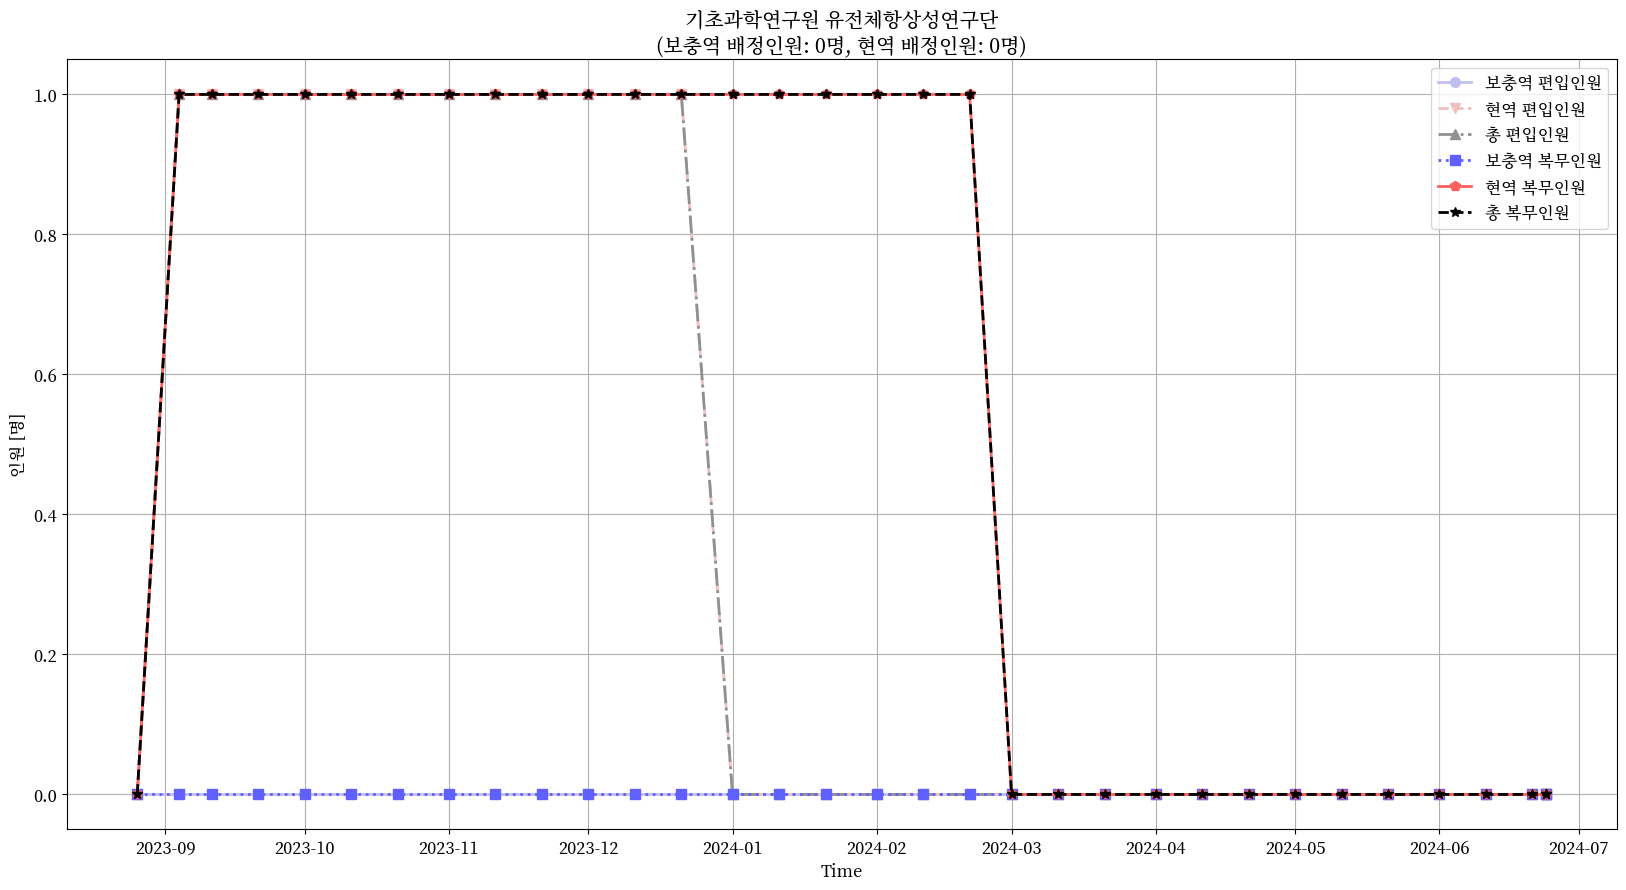 기초과학연구원 유전체항상성연구단
(보충역 배정인원: 0명, 현역 배정인원: 0명)
보충역 편입인원
현역 편입인원
총 편입인원
보충역 복무인원
현역 복무인원
총 복무인원
인원 [명]
1.0
0.8
0.6
0.4
0.2
0.0
2023-09
2023-10
2023-11
2023-12
2024-01
2024-02
2024-03
2024-04
2024-05
2024-06
2024-07
Time